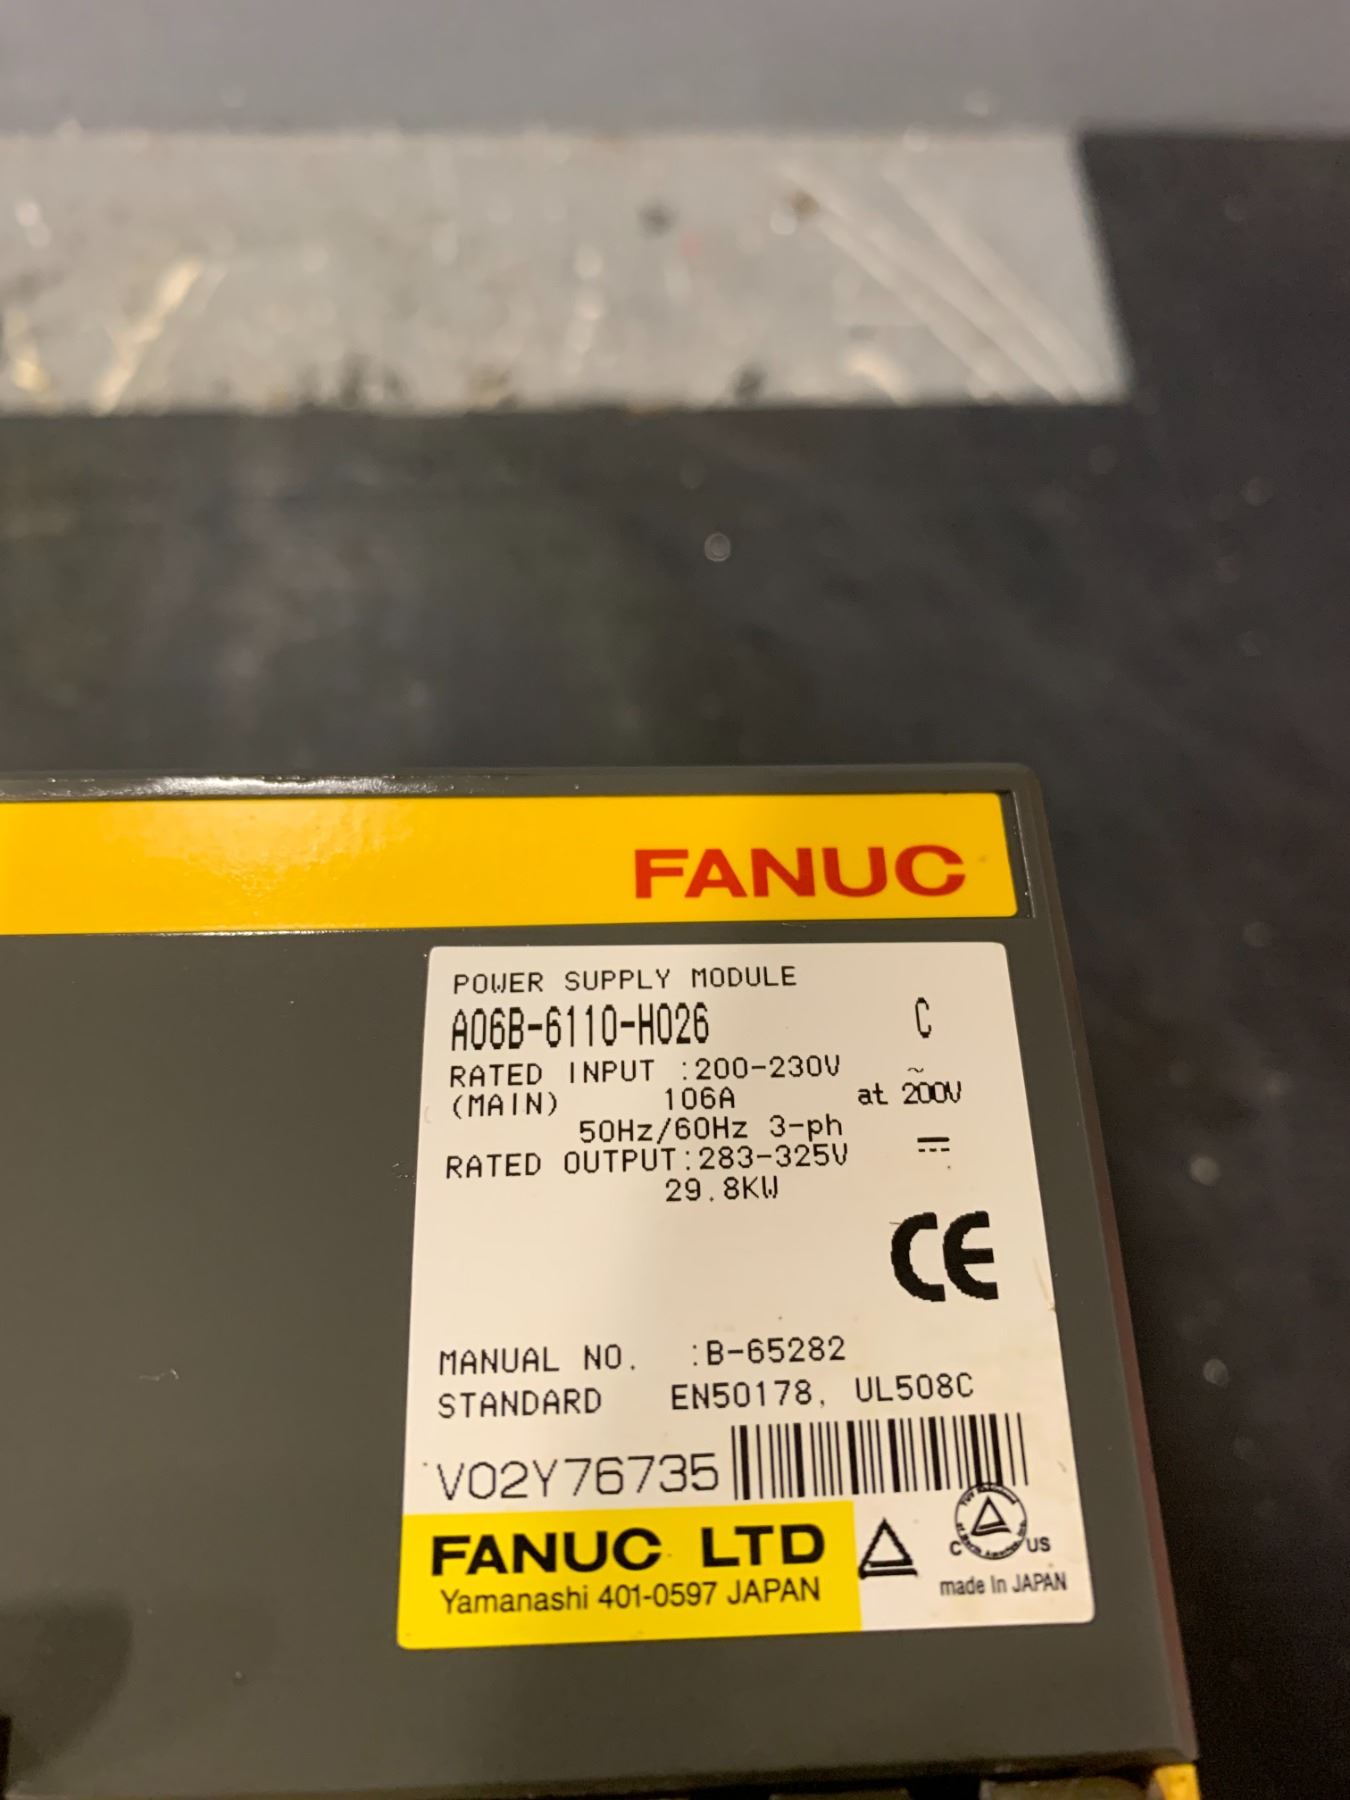 FANUC
POWER SUPPLY MODULE
A06B-6110-H026 C
RATED INPUT :200-230V ~
(MAIN) 106A at 200V
50Hz/60Hz 3-ph
RATED OUTPUT:283-325V ⎓
29.8KW
CE
MANUAL NO. :B-65282
STANDARD EN50178, UL508C
V02Y76735
FANUC LTD
Yamanashi 401-0597 JAPAN
C US
made In JAPAN